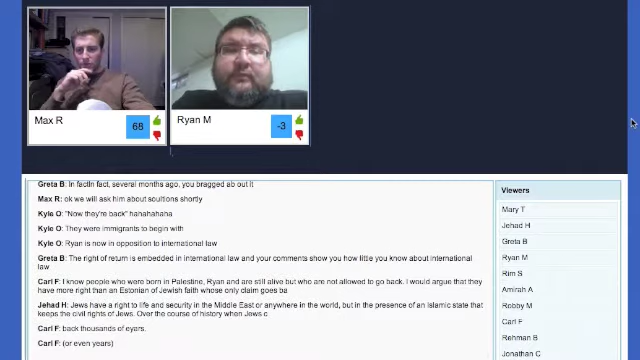 Max R
68
Ryan M
-3
Greta B: In factIn fact, several months ago, you bragged ab out it
Max R: ok we will ask him about scultions shortly
Kyle O: "Now they're back" hahahahaha
Kyle O: They were immigrants to begin with
Kyle O: Ryan is now in opposition to international law
Greta B: The right of return is embedded in international law and your comments show you how little you know about international
law
Carl F: I know people who were born in Palestine, Ryan and are still alive but who are not allowed to go back. I would argue that they
have more right than an Estonian of Jewish faith whose only claim goes ba
Jehad H: Jews have a right to life and security in the Middle East or anywhere in the world, but in the presence of an Islamic state that
keeps the civil rights of Jews. Over the course of history when Jews c
Carl F: back thousands of eyars.
Carl F: (or even years)
Viewers
Mary T
Jehad H
Greta B
Ryan M
Rim S
Amirah A
Robby M
Carl F
Rehman B
Jonathan C